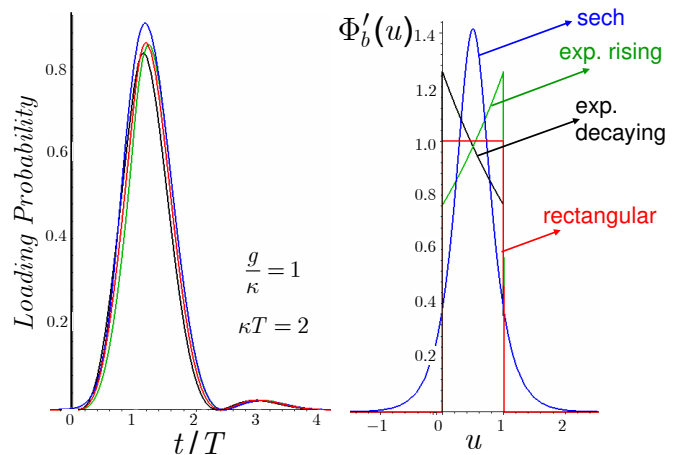 Loading Probability
0.8
0.6
0.4
0.2
0
1
2
3
4
t/T
g/κ = 1
κT = 2
Φ′_b(u)
1.4
1.2
1.0
0.8
0.6
0.4
0.2
−1
0
1
2
u
sech
exp. rising
exp.
decaying
rectangular